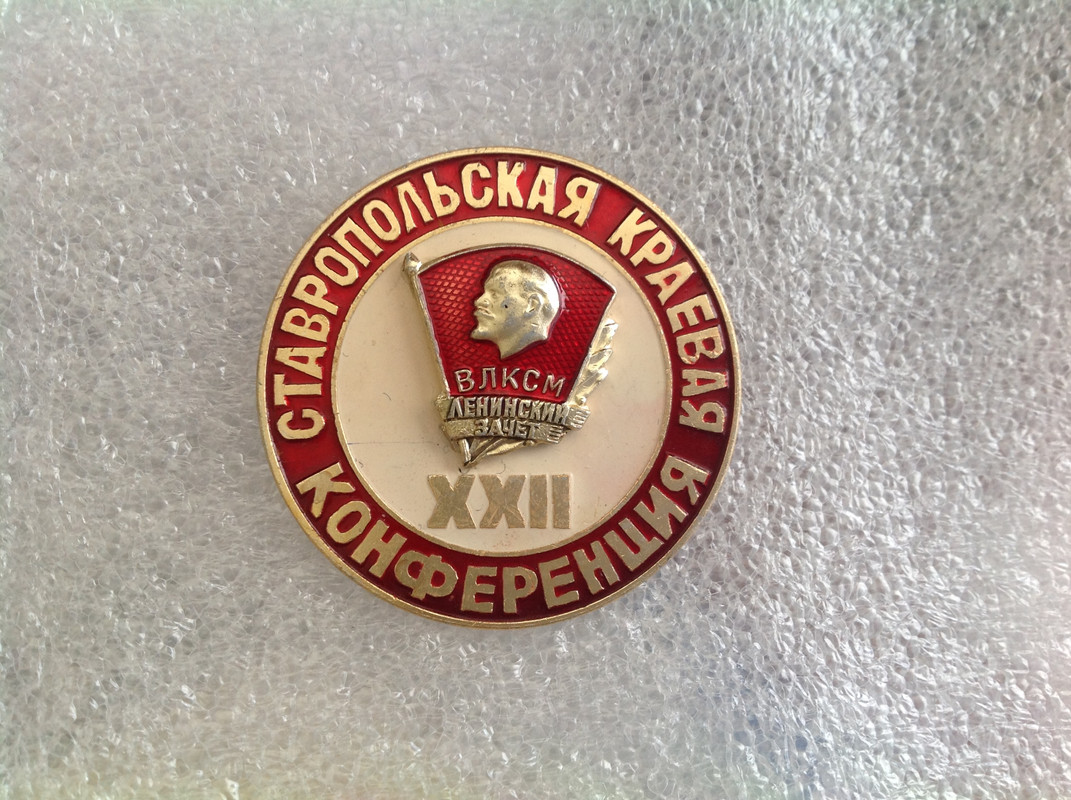 СТАВРОПОЛЬСКАЯ КРАЕВАЯ
ВЛКСМ
ЛЕНИНСКИЙ
ЗАЧЕТ
XXII
КОНФЕРЕНЦИЯ